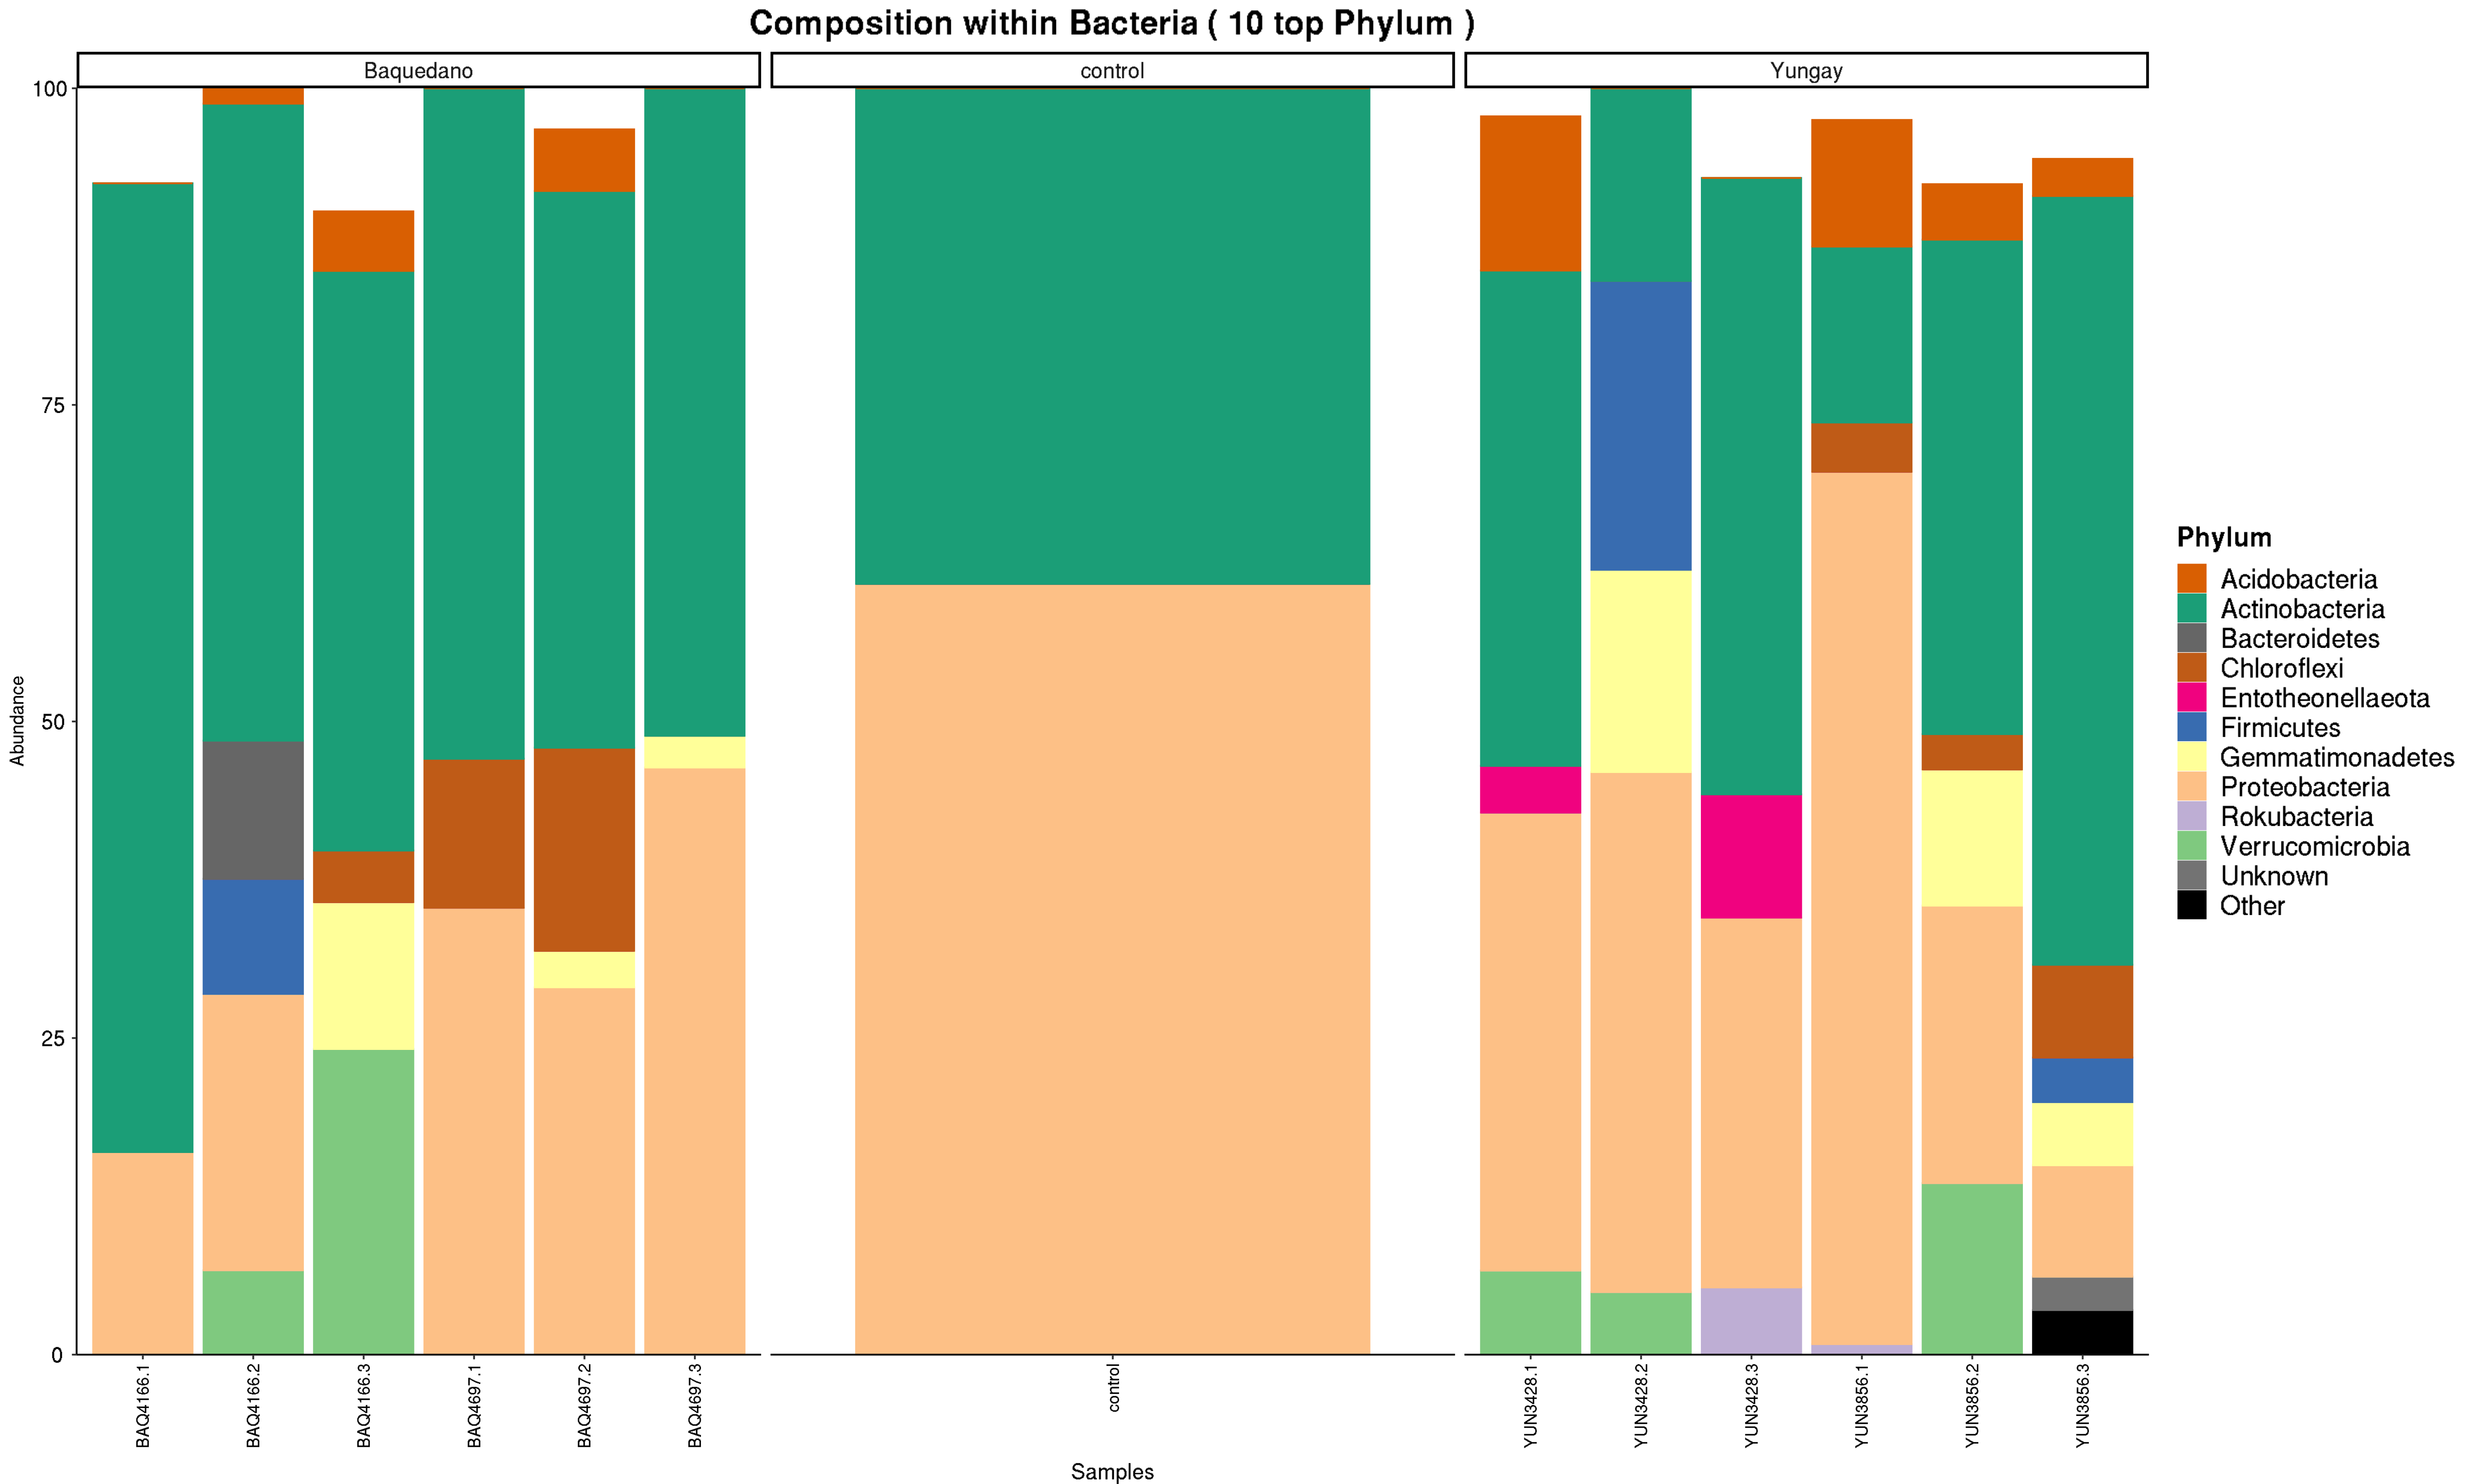 Composition within Bacteria ( 10 top Phylum )
Baquedano
control
Yungay
100
75
50
25
0
Abundance
BAQ4166.1
BAQ4166.2
BAQ4166.3
BAQ4697.1
BAQ4697.2
BAQ4697.3
control
YUN3428.1
YUN3428.2
YUN3428.3
YUN3856.1
YUN3856.2
YUN3856.3
Samples
Phylum
Acidobacteria
Actinobacteria
Bacteroidetes
Chloroflexi
Entotheonellaeota
Firmicutes
Gemmatimonadetes
Proteobacteria
Rokubacteria
Verrucomicrobia
Unknown
Other